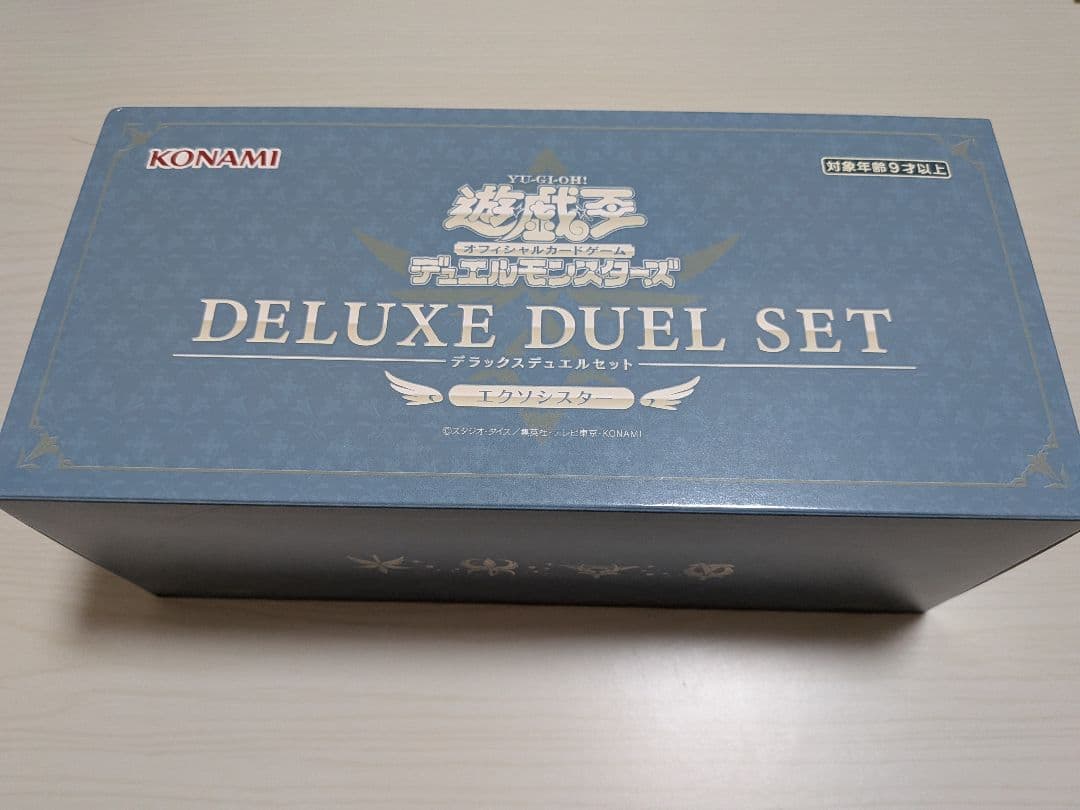 KONAMI
対象年齢9才以上
YU-GI-OH!
遊戯王
オフィシャルカードゲーム
デュエルモンスターズ
DELUXE DUEL SET
デラックスデュエルセット
エクソシスター
©スタジオ・ダイス/集英社・テレビ東京・KONAMI